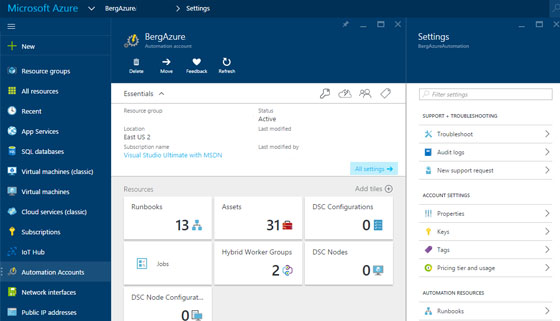 Microsoft Azure
BergAzure
Settings
New
Resource groups
All resources
Recent
App Services
SQL databases
Virtual machines (classic)
Virtual machines
Cloud services (classic)
Subscriptions
IoT Hub
Automation Accounts
Network interfaces
Public IP addresses
BergAzure
Automation account
Delete
Move
Feedback
Refresh
Essentials
Resource group
Status
Active
Location
East US 2
Last modified
Subscription name
Visual Studio Ultimate with MSDN
Last modified by
All settings →
Resources
Add tiles
Runbooks
13
Assets
31
DSC Configurations
0
Jobs
Hybrid Worker Groups
2
DSC Nodes
0
DSC Node Configurat...
0
Settings
BergAzureAutomation
Filter settings
SUPPORT + TROUBLESHOOTING
Troubleshoot
Audit logs
New support request
ACCOUNT SETTINGS
Properties
Keys
Tags
Pricing tier and usage
AUTOMATION RESOURCES
Runbooks